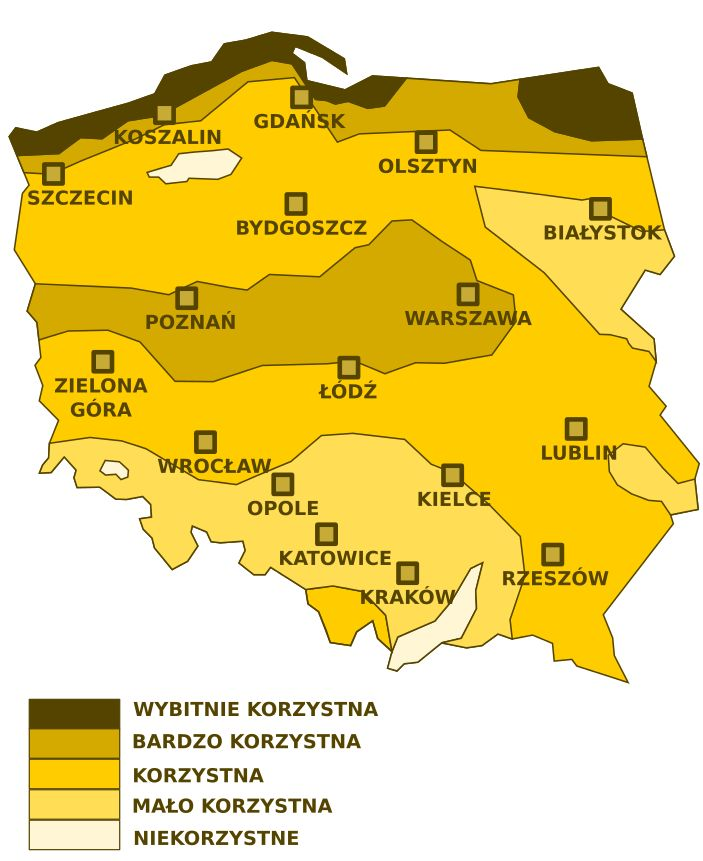 KOSZALIN
GDAŃSK
OLSZTYN
SZCZECIN
BYDGOSZCZ
BIAŁYSTOK
POZNAŃ
WARSZAWA
ZIELONA
GÓRA
ŁÓDŹ
LUBLIN
WROCŁAW
OPOLE
KIELCE
KATOWICE
KRAKÓW
RZESZÓW
WYBITNIE KORZYSTNA
BARDZO KORZYSTNA
KORZYSTNA
MAŁO KORZYSTNA
NIEKORZYSTNE